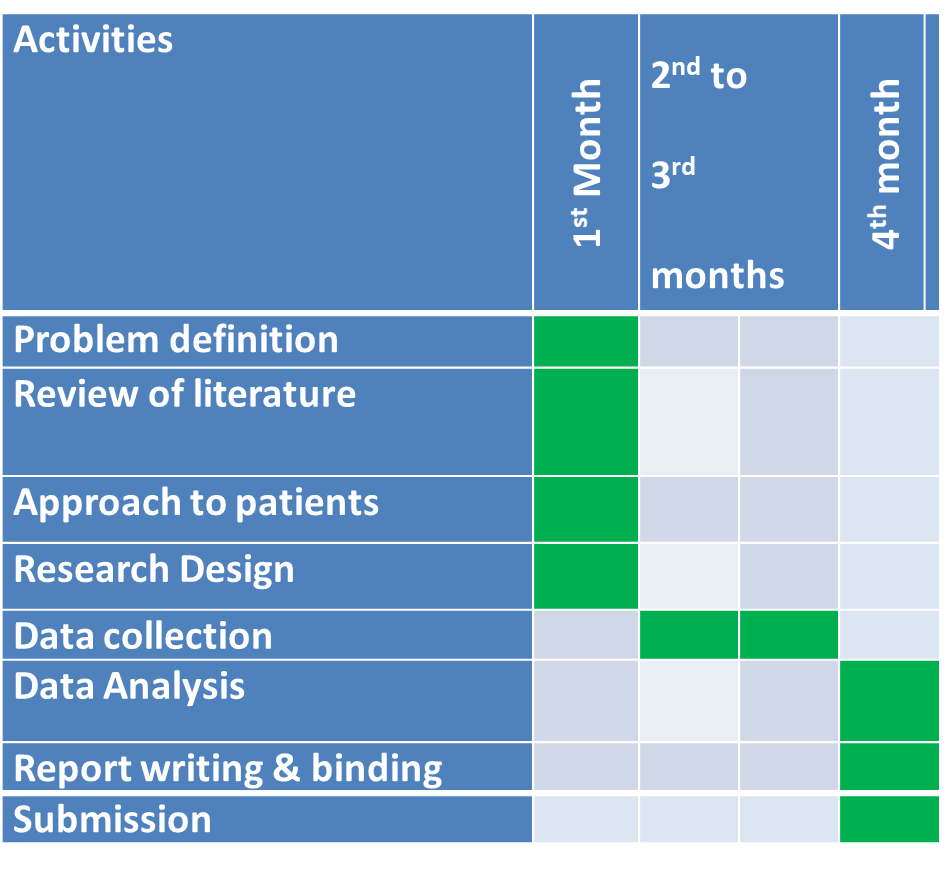 Activities
1st Month
2nd to
3rd
months
4th month
Problem definition
Review of literature
Approach to patients
Research Design
Data collection
Data Analysis
Report writing & binding
Submission